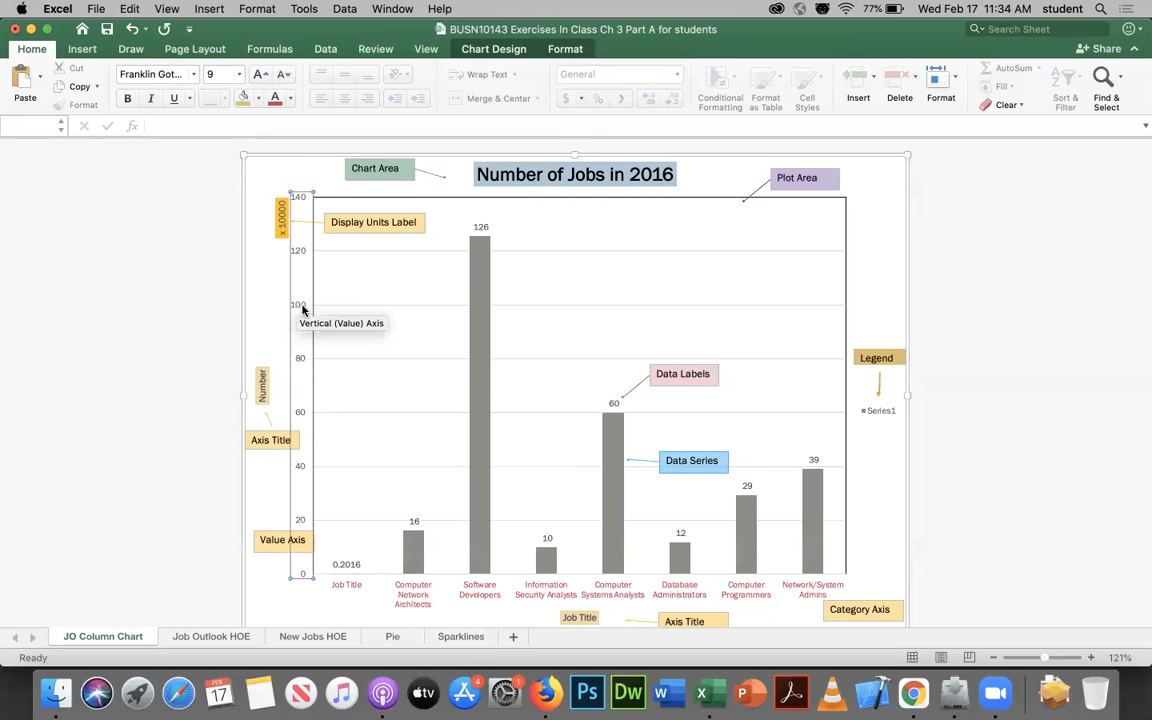 Excel File Edit View Insert Format Tools Data Window Help
77% Wed Feb 17 11:34 AM student
BUSN10143 Exercises In Class Ch 3 Part A for students
Search Sheet
Home Insert Draw Page Layout Formulas Data Review View Chart Design Format
Share
Paste
Cut
Copy
Format
Franklin Got... 9
B I U
Wrap Text
Merge & Center
General
$ % )
Conditional Formatting
Format as Table
Cell Styles
Insert
Delete
Format
AutoSum
Fill
Clear
Sort & Filter
Find & Select
fx
Chart Area
Number of Jobs in 2016
Plot Area
140
x 10000
Display Units Label
126
120
100
Vertical (Value) Axis
80
Legend
Data Labels
Number
60
60
Series1
Axis Title
40
Data Series
39
29
20
16
Value Axis
10
12
0.2016
0
Job Title
Computer Network Architects
Software Developers
Information Security Analysts
Computer Systems Analysts
Database Administrators
Computer Programmers
Network/System Admins
Category Axis
Job Title
Axis Title
JO Column Chart Job Outlook HOE New Jobs HOE Pie Sparklines +
Ready
121%
17
4
1
Ps Dw W X P